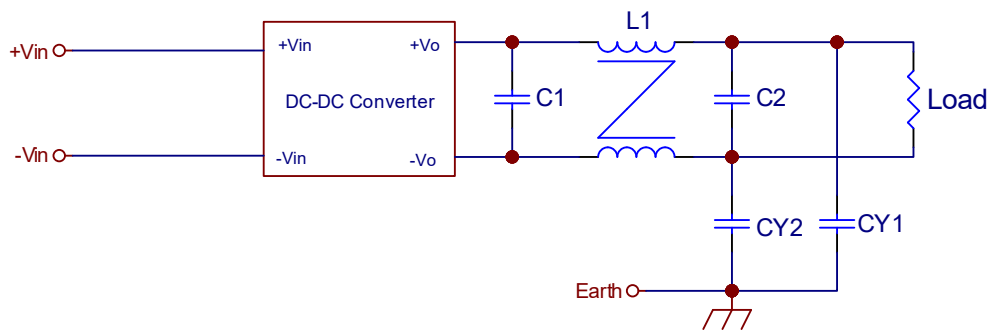 L1
+Vin
+Vin
+Vo
DC-DC Converter
C1
C2
Load
-Vin
-Vin
-Vo
CY2
CY1
Earth